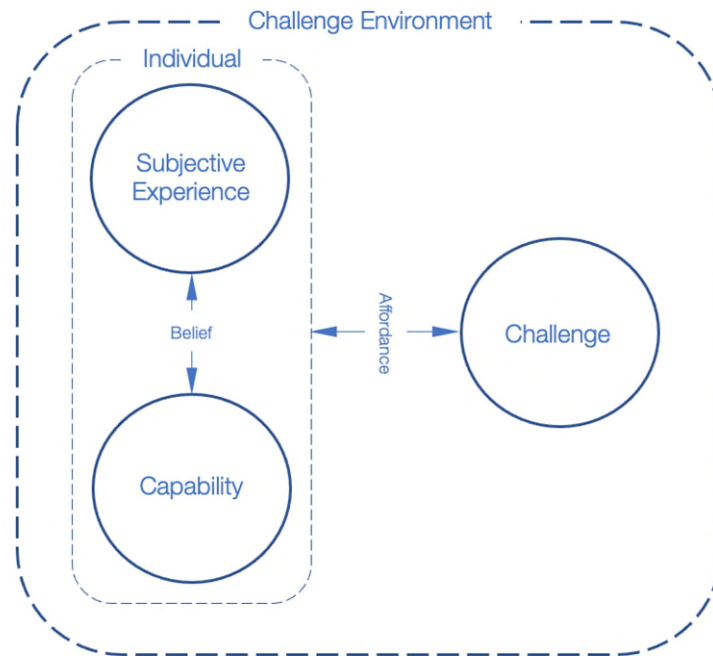 Challenge Environment
Individual
Subjective
Experience
Belief
Affordance
Challenge
Capability